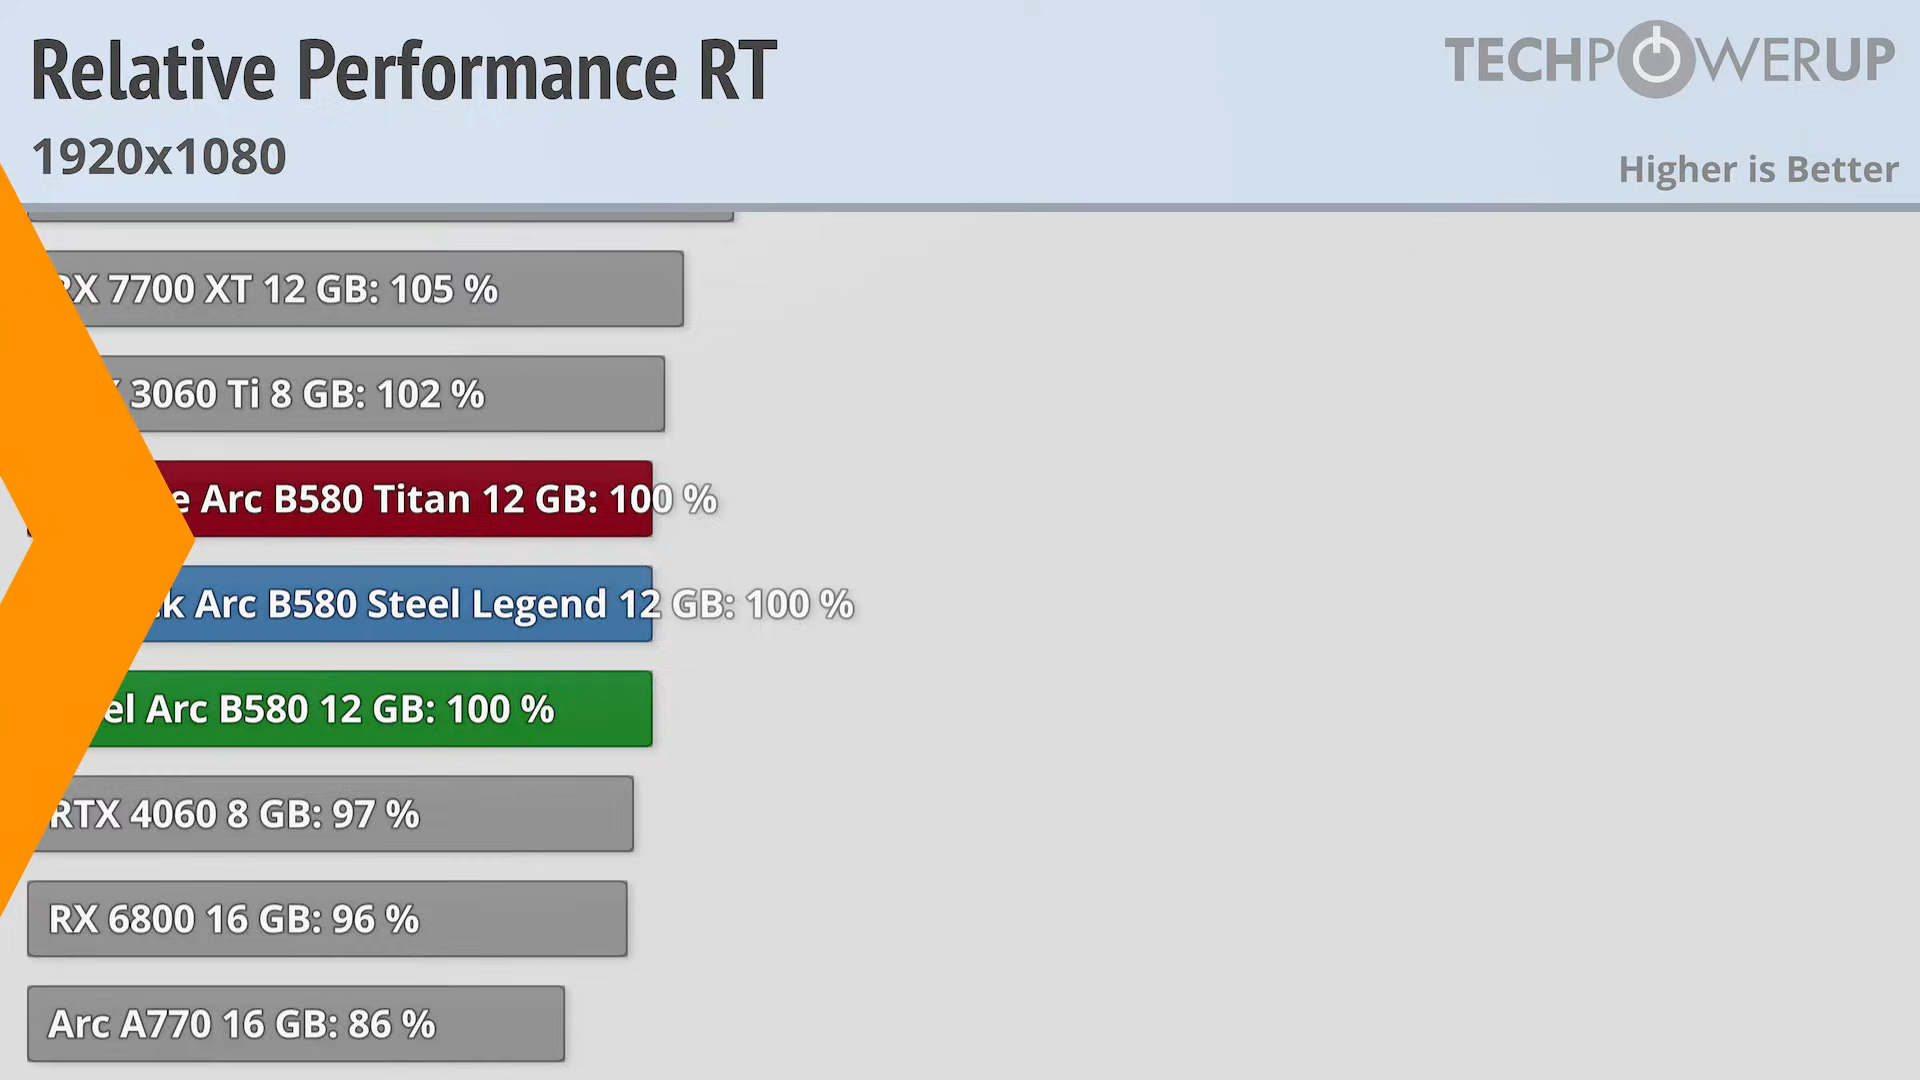 Relative Performance RT
TECHPOWERUP
1920x1080
Higher is Better
RX 7700 XT 12 GB: 105 %
3060 Ti 8 GB: 102 %
Arc B580 Titan 12 GB: 100 %
Arc B580 Steel Legend 12 GB: 100 %
Arc B580 12 GB: 100 %
RTX 4060 8 GB: 97 %
RX 6800 16 GB: 96 %
Arc A770 16 GB: 86 %